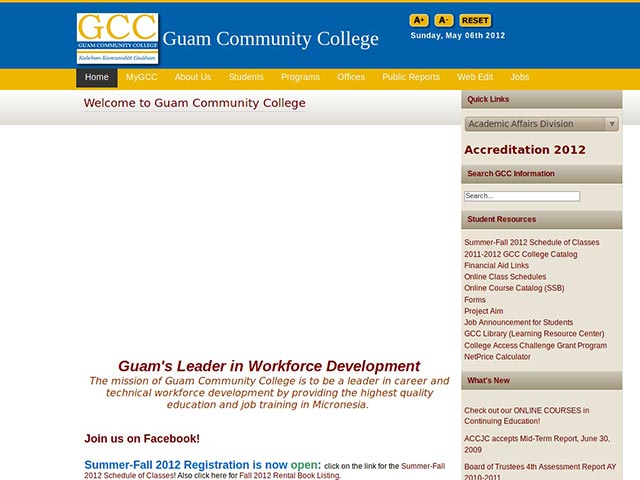 GCC
GUAM COMMUNITY COLLEGE
Kulehon Kumunidåt Guåhan
Guam Community College
A+ A- RESET
Sunday, May 06th 2012
Home MyGCC About Us Students Programs Offices Public Reports Web Edit Jobs
Welcome to Guam Community College
Guam's Leader in Workforce Development
The mission of Guam Community College is to be a leader in career and
technical workforce development by providing the highest quality
education and job training in Micronesia.
Join us on Facebook!
Summer-Fall 2012 Registration is now open: click on the link for the Summer-Fall
2012 Schedule of Classes! Also click here for Fall 2012 Rental Book Listing.
Quick Links
Academic Affairs Division
Accreditation 2012
Search GCC Information
Search...
Student Resources
Summer-Fall 2012 Schedule of Classes
2011-2012 GCC College Catalog
Financial Aid Links
Online Class Schedules
Online Course Catalog (SSB)
Forms
Project Aim
Job Announcement for Students
GCC Library (Learning Resource Center)
College Access Challenge Grant Program
NetPrice Calculator
What's New
Check out our ONLINE COURSES in
Continuing Education!
ACCJC accepts Mid-Term Report, June 30,
2009
Board of Trustees 4th Assessment Report AY
2010-2011